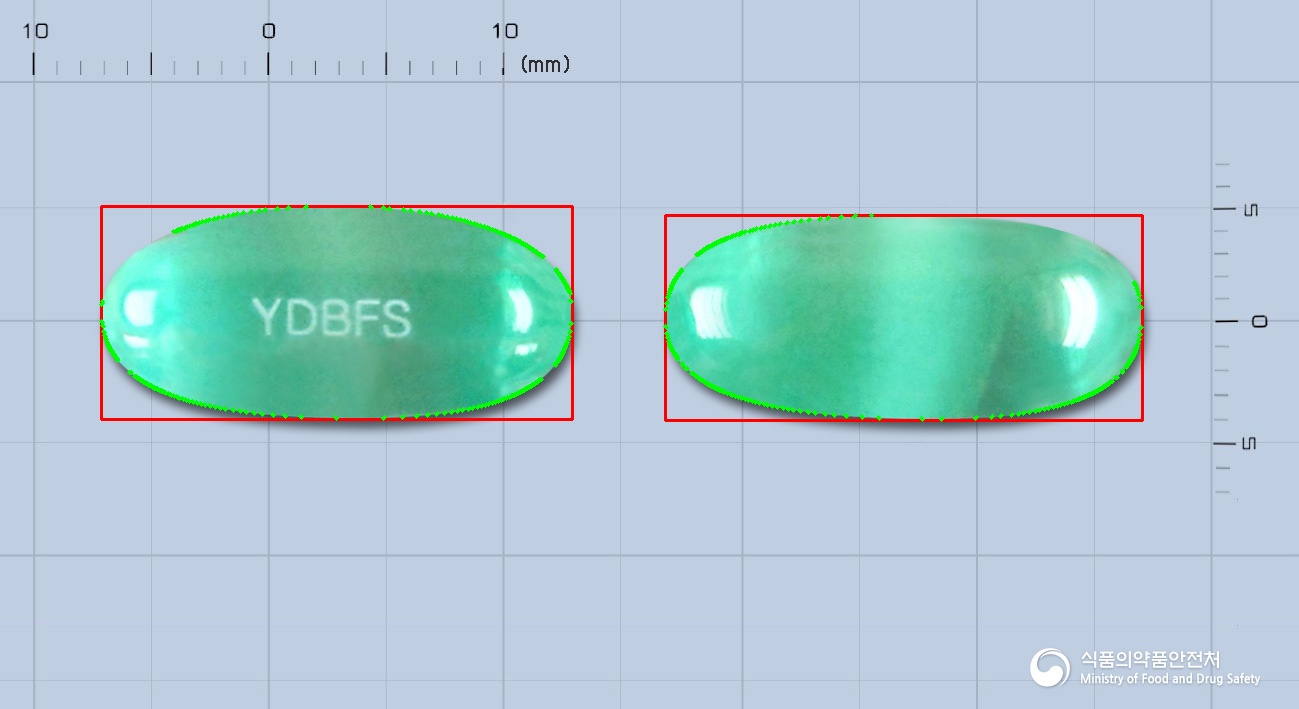 10 0 10
(mm)
YDBFS
5
0
5
식품의약품안전처
Ministry of Food and Drug Safety